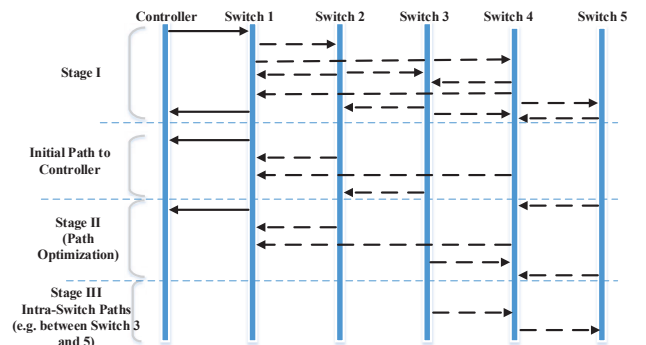 Controller Switch 1 Switch 2 Switch 3 Switch 4 Switch 5
Stage I
Initial Path to
Controller
Stage II
(Path
Optimization)
Stage III
Intra-Switch Paths
(e.g. between Switch 3
and 5)